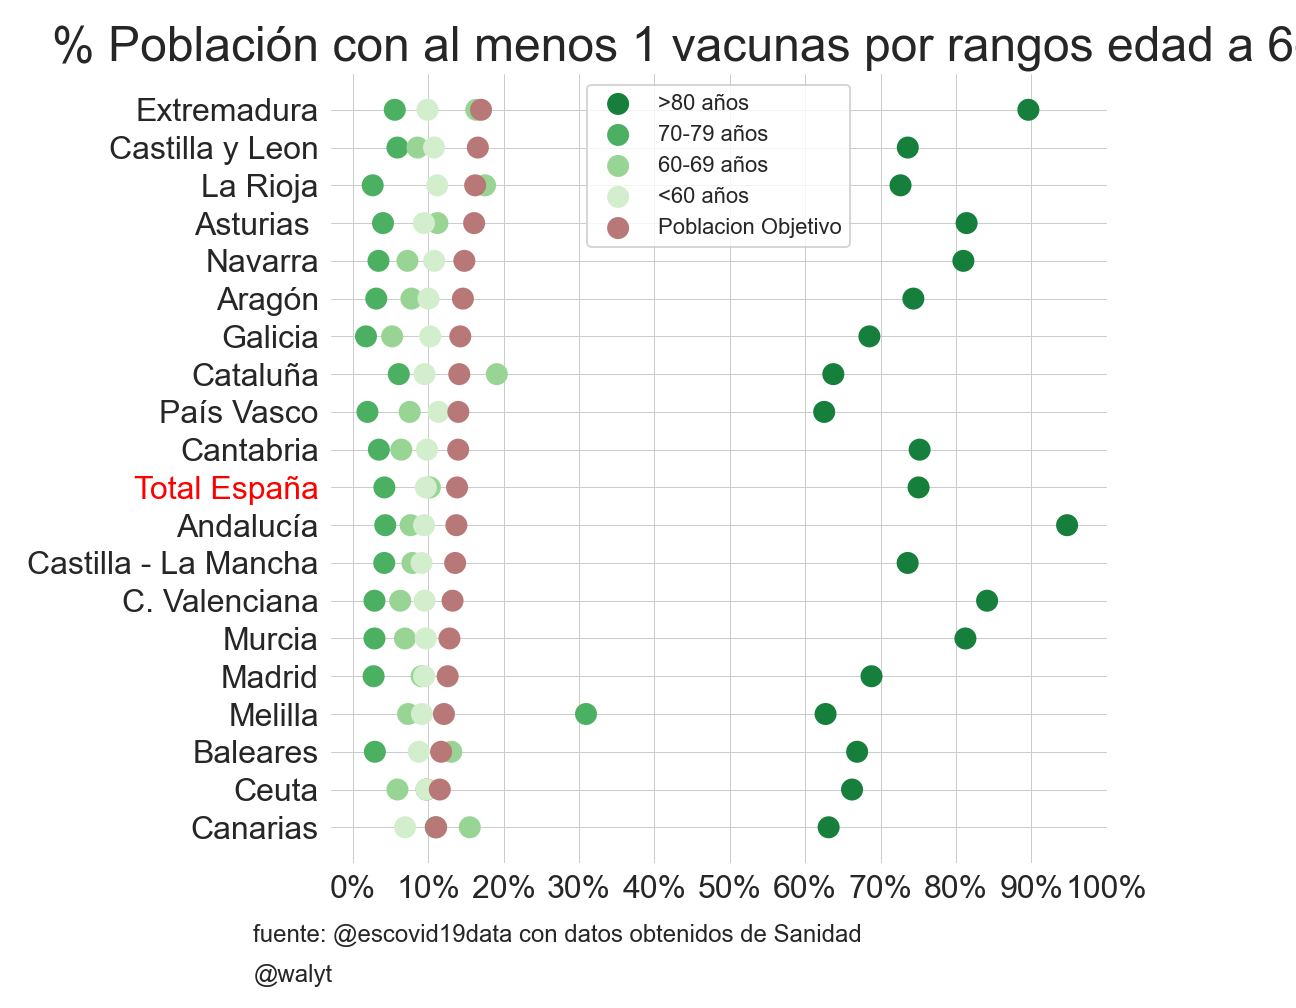 % Población con al menos 1 vacunas por rangos edad a 6
>80 años
70-79 años
60-69 años
<60 años
Poblacion Objetivo
Extremadura
Castilla y Leon
La Rioja
Asturias
Navarra
Aragón
Galicia
Cataluña
País Vasco
Cantabria
Total España
Andalucía
Castilla - La Mancha
C. Valenciana
Murcia
Madrid
Melilla
Baleares
Ceuta
Canarias
0% 10% 20% 30% 40% 50% 60% 70% 80% 90% 100%
fuente: @escovid19data con datos obtenidos de Sanidad
@walyt